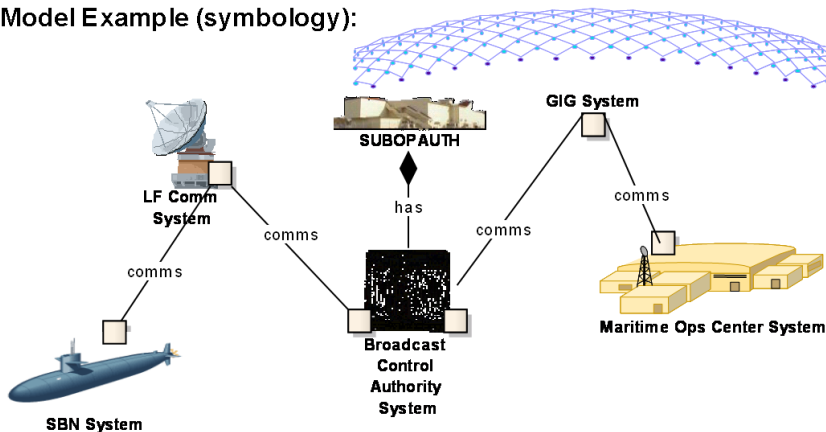 Model Example (symbology):
GIG System
SUBOPAUTH
LF Comm
System
has
comms
comms
comms
comms
Maritime Ops Center System
Broadcast
Control
Authority
System
SBN System